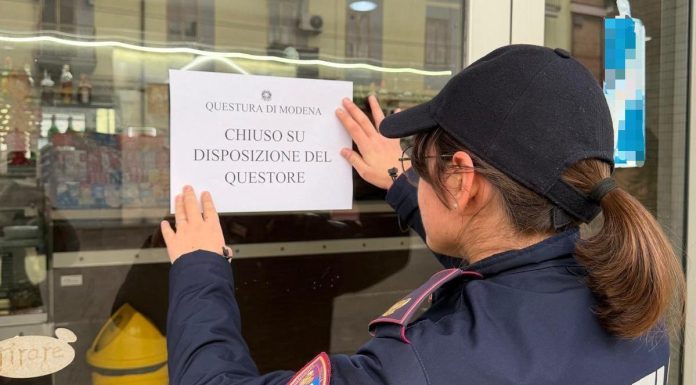 QUESTURA DI MODENA
CHIUSO SU
DISPOSIZIONE DEL
QUESTORE